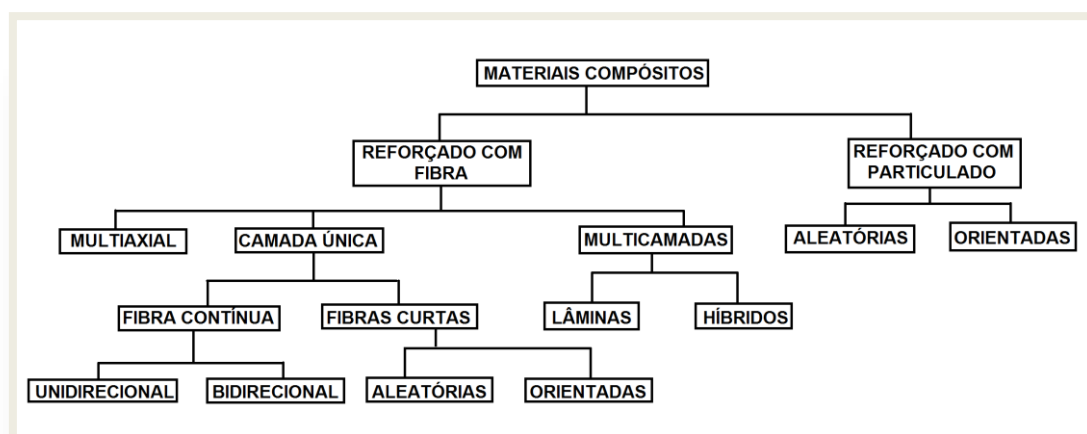 MATERIAIS COMPÓSITOS
REFORÇADO COM
FIBRA
REFORÇADO COM
PARTICULADO
MULTIAXIAL
CAMADA ÚNICA
MULTICAMADAS
ALEATÓRIAS
ORIENTADAS
FIBRA CONTÍNUA
FIBRAS CURTAS
LÂMINAS
HÍBRIDOS
UNIDIRECIONAL
BIDIRECIONAL
ALEATÓRIAS
ORIENTADAS